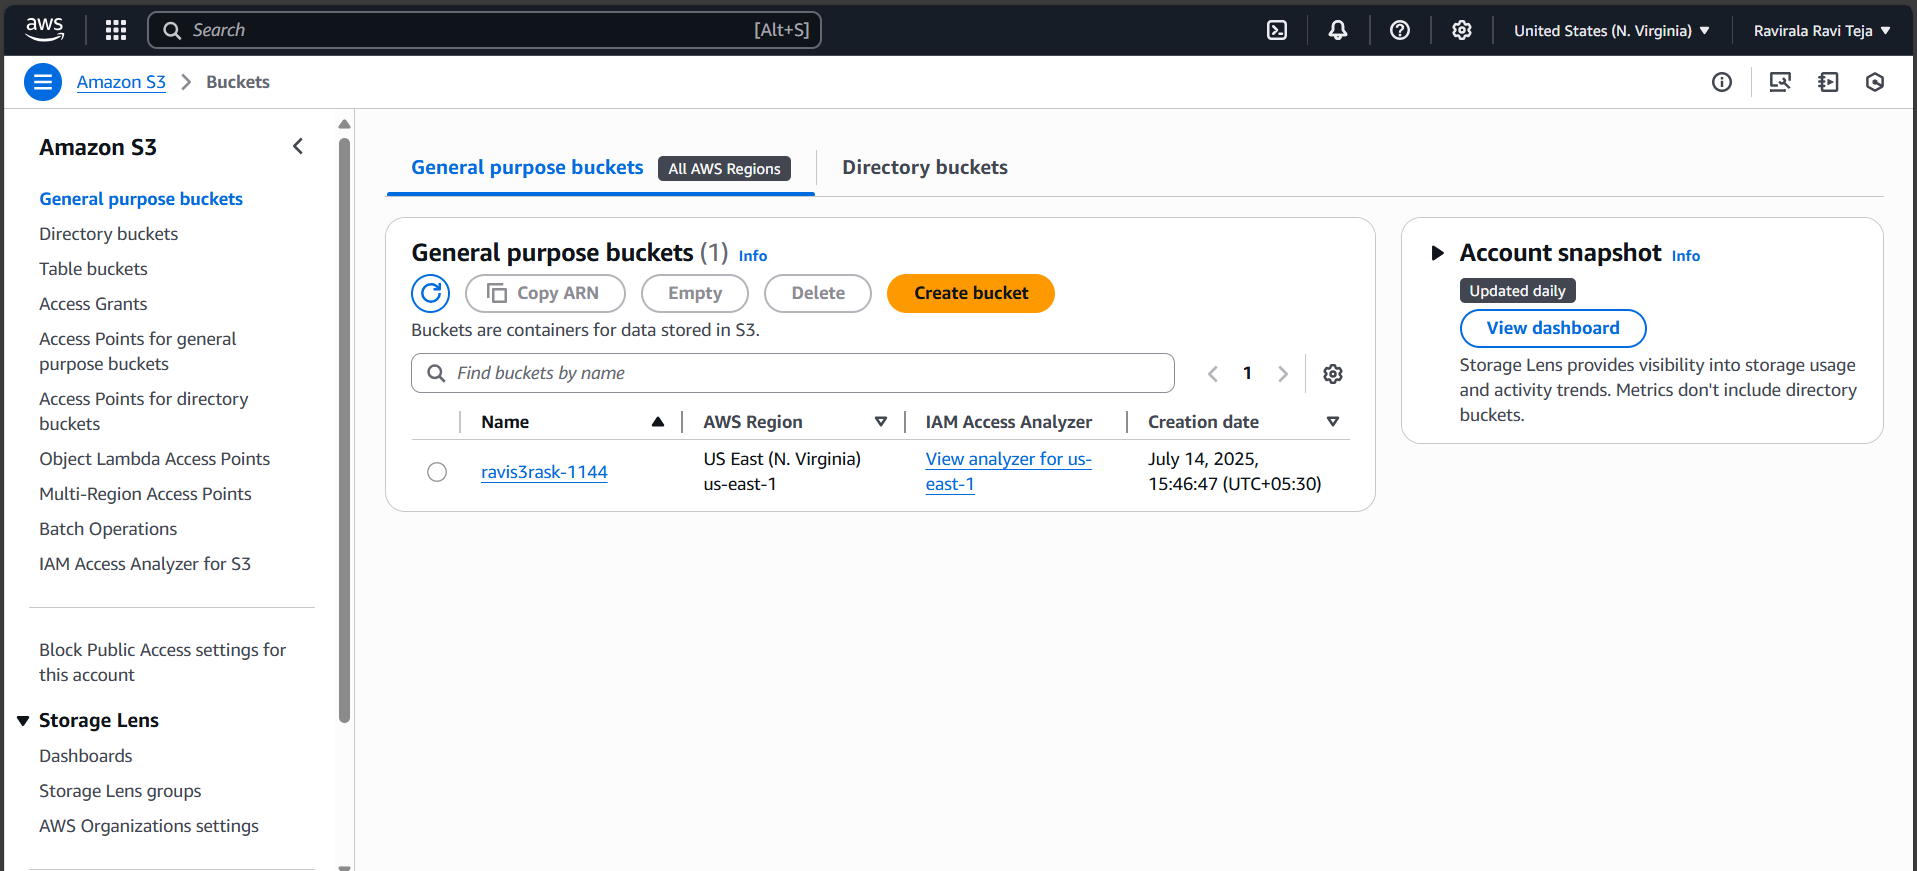 aws
Search
[Alt+S]
United States (N. Virginia)
Ravirala Ravi Teja
Amazon S3
Buckets
Amazon S3
General purpose buckets
Directory buckets
Table buckets
Access Grants
Access Points for general
purpose buckets
Access Points for directory
buckets
Object Lambda Access Points
Multi-Region Access Points
Batch Operations
IAM Access Analyzer for S3
Block Public Access settings for
this account
Storage Lens
Dashboards
Storage Lens groups
AWS Organizations settings
General purpose buckets
All AWS Regions
Directory buckets
General purpose buckets (1) Info
Copy ARN
Empty
Delete
Create bucket
Buckets are containers for data stored in S3.
Find buckets by name
1
Name
AWS Region
IAM Access Analyzer
Creation date
ravis3rask-1144
US East (N. Virginia)
us-east-1
View analyzer for us-
east-1
July 14, 2025,
15:46:47 (UTC+05:30)
Account snapshot Info
Updated daily
View dashboard
Storage Lens provides visibility into storage usage
and activity trends. Metrics don't include directory
buckets.